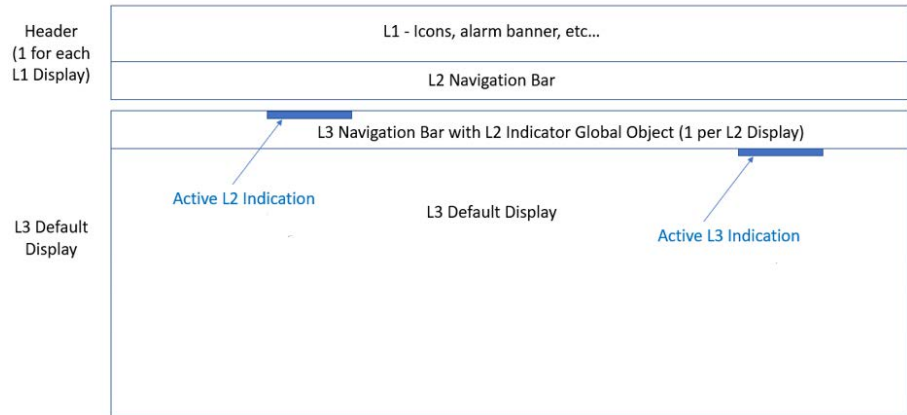 Header
(1 for each
L1 Display)
L1 - Icons, alarm banner, etc...
L2 Navigation Bar
L3 Navigation Bar with L2 Indicator Global Object (1 per L2 Display)
Active L2 Indication
L3 Default
Display
L3 Default Display
Active L3 Indication